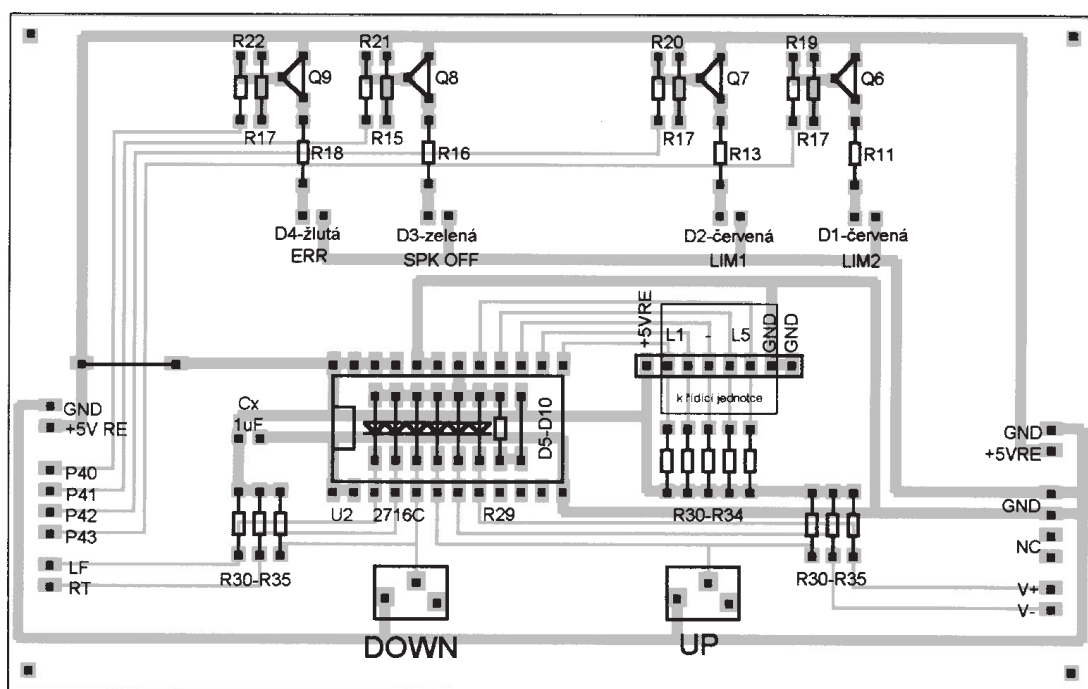 R22 R21 R20 R19
Q9 Q8 Q7 Q6
R17 R15 R17 R17
R18 R16 R13 R11
D4-žlutá D3-zelená D2-červená D1-červená
ERR SPK OFF LIM1 LIM2
+5VRE
L1 - L5
GND
GND
k řídící jednotce
Cx
1uF
D5-D10
GND
+5V RE
P40
P41
P42
P43
LF
RT
U2 2716C R29
R30-R34
R30-R35
R30-R35
GND
+5VRE
GND
NC
V+
V-
DOWN
UP